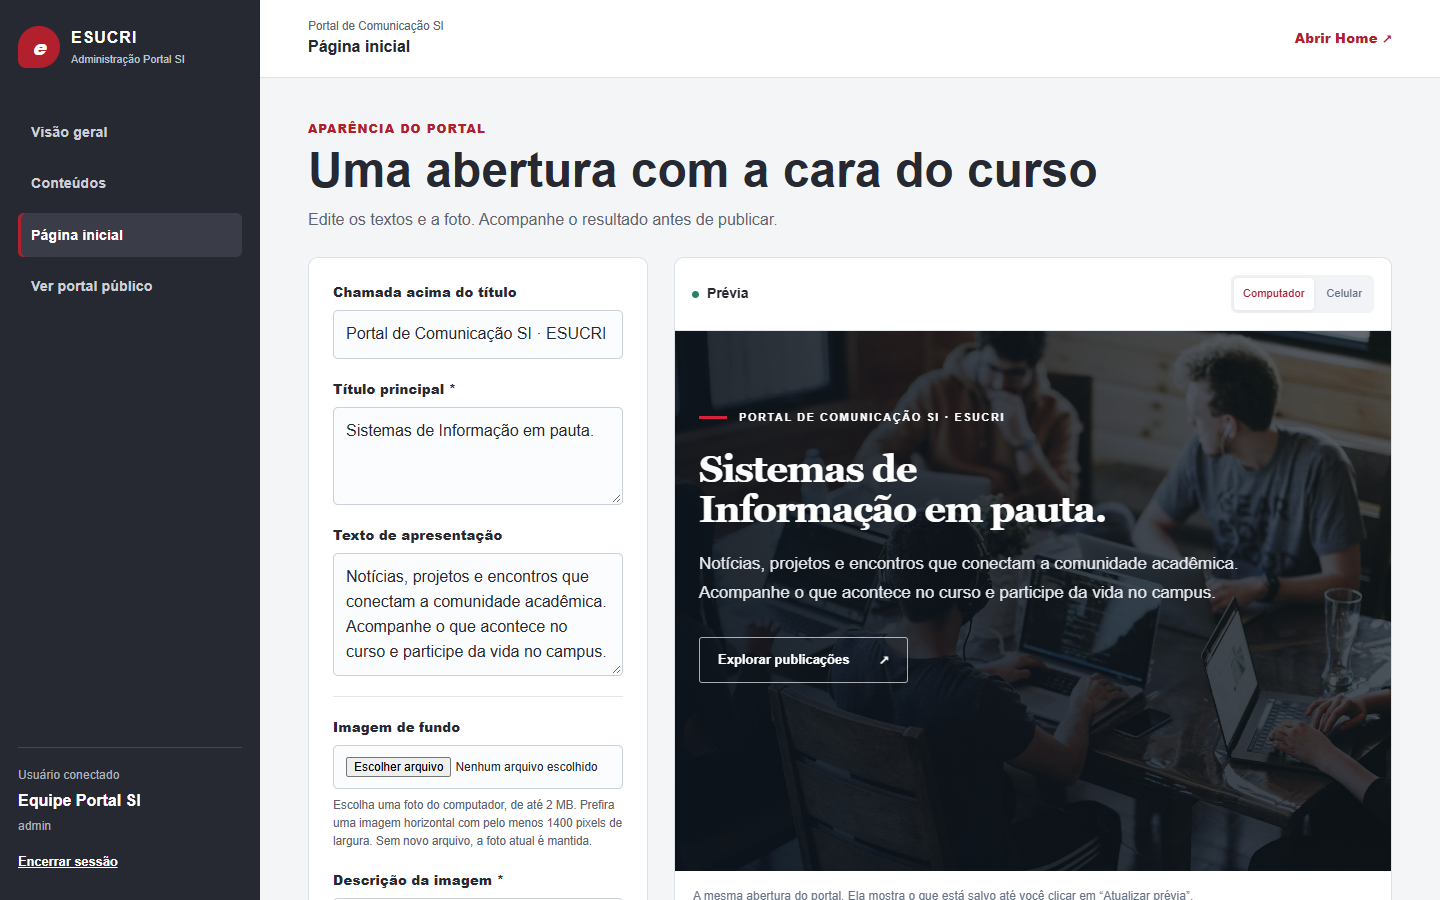 e
ESUCRI
Administração Portal SI
Visão geral
Conteúdos
Página inicial
Ver portal público
Usuário conectado
Equipe Portal SI
admin
Encerrar sessão
Portal de Comunicação SI
Página inicial
Abrir Home ↗
APARÊNCIA DO PORTAL
Uma abertura com a cara do curso
Edite os textos e a foto. Acompanhe o resultado antes de publicar.
Chamada acima do título
Portal de Comunicação SI · ESUCRI
Título principal *
Sistemas de Informação em pauta.
Texto de apresentação
Notícias, projetos e encontros que
conectam a comunidade acadêmica.
Acompanhe o que acontece no
curso e participe da vida no campus.
Imagem de fundo
Escolher arquivo Nenhum arquivo escolhido
Escolha uma foto do computador, de até 2 MB. Prefira
uma imagem horizontal com pelo menos 1400 pixels de
largura. Sem novo arquivo, a foto atual é mantida.
Descrição da imagem *
Prévia
Computador
Celular
PORTAL DE COMUNICAÇÃO SI · ESUCRI
Sistemas de
Informação em pauta.
Notícias, projetos e encontros que conectam a comunidade acadêmica.
Acompanhe o que acontece no curso e participe da vida no campus.
Explorar publicações ↗
A mesma abertura do portal. Ela mostra o que está salvo até você clicar em “Atualizar prévia”.